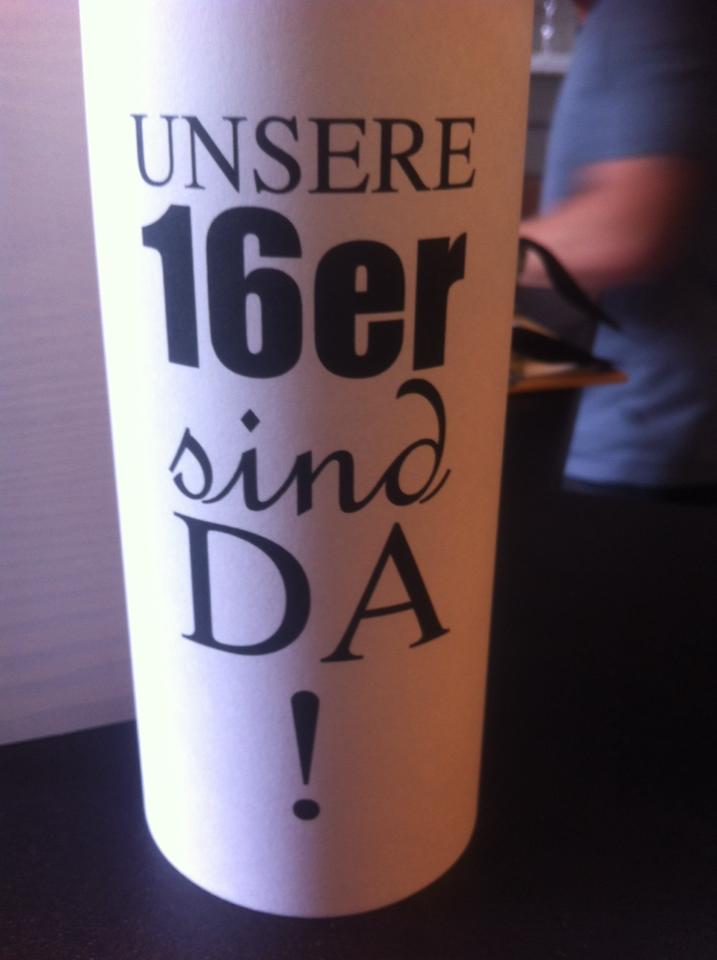 UNSERE
16er
sind
DA
!